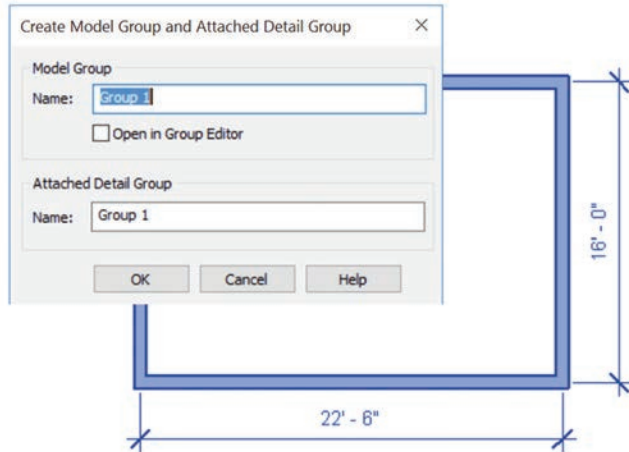 Create Model Group and Attached Detail Group
Model Group
Name: Group 1
Open in Group Editor
Attached Detail Group
Name: Group 1
OK Cancel Help
16' - 0"
22' - 6"